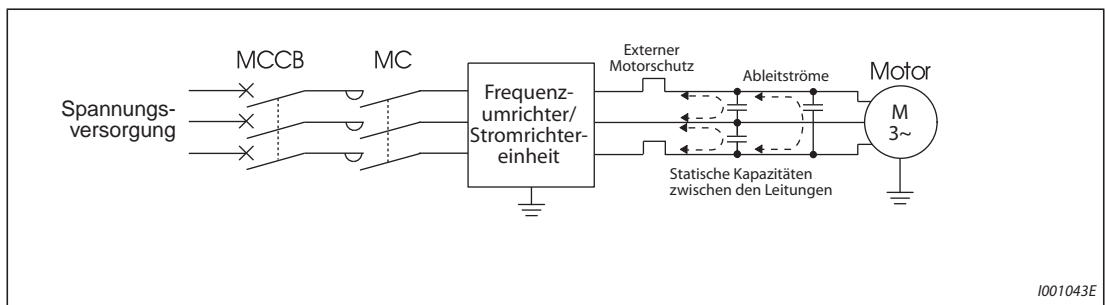 MCCB
MC
Externer
Motorschutz
Ableitströme
Motor
Spannungs-
versorgung
Frequenz-
umrichter/
Stromrichter-
einheit
M
3~
Statische Kapazitäten
zwischen den Leitungen
I001043E